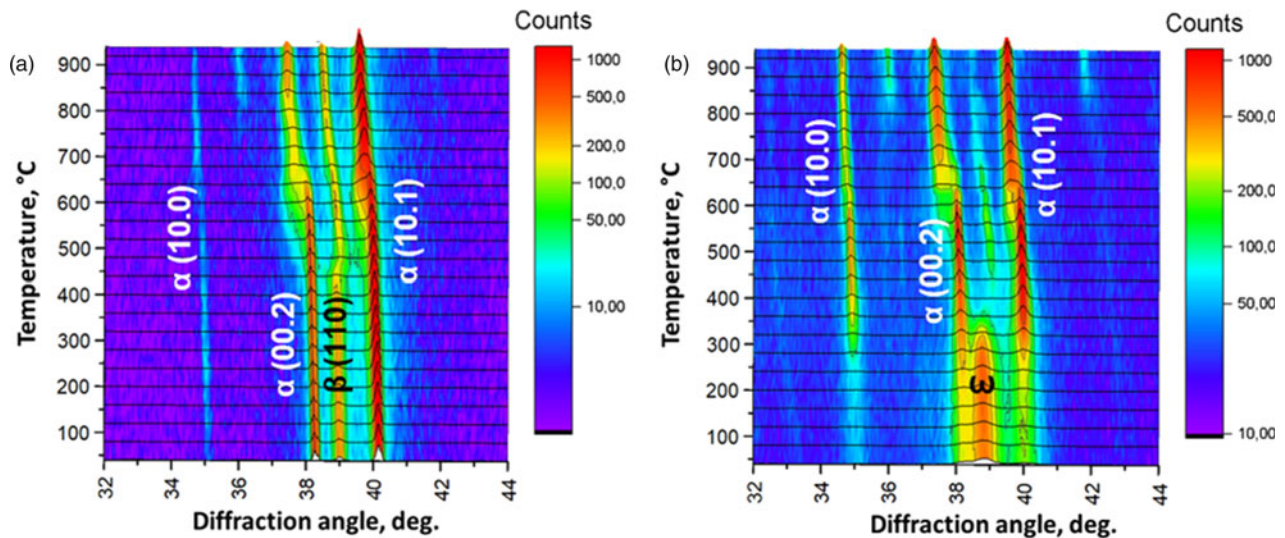 (a)
Counts
900
800
700
600
500
400
300
200
100
Temperature, °C
α (10.0)
α (00.2)
β (110)
α (10.1)
1000
500,0
200,0
100,00
50,00
10,00
32
34
36
38
40
42
44
Diffraction angle, deg.
(b)
Counts
900
800
700
600
500
400
300
200
100
Temperature, °C
α (10.0)
α (00.2)
ω
α (10.1)
1000
500,0
200,0
100,00
50,00
10,00
32
34
36
38
40
42
44
Diffraction angle, deg.